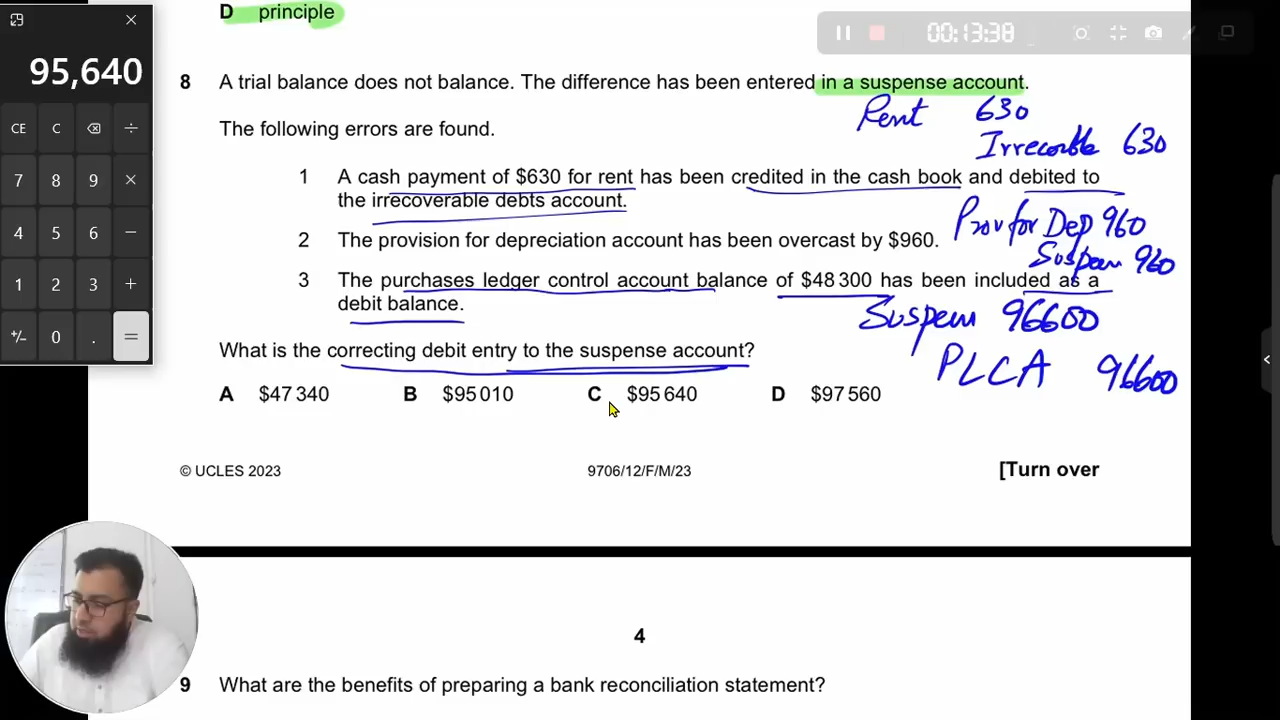 D principle
00:13:38
95,640
CE C ÷
7 8 9 ×
4 5 6 −
1 2 3 +
+/− 0 . =
8 A trial balance does not balance. The difference has been entered in a suspense account.
Rent 630
The following errors are found.
Irrecoble 630
1 A cash payment of $630 for rent has been credited in the cash book and debited to
the irrecoverable debts account.
Prov for Dep 960
2 The provision for depreciation account has been overcast by $960.
Suspen 960
3 The purchases ledger control account balance of $48 300 has been included as a
debit balance.
Suspen 96600
What is the correcting debit entry to the suspense account?
PLCA 96600
A $47 340 B $95 010 C $95 640 D $97 560
© UCLES 2023 9706/12/F/M/23 [Turn over
4
9 What are the benefits of preparing a bank reconciliation statement?